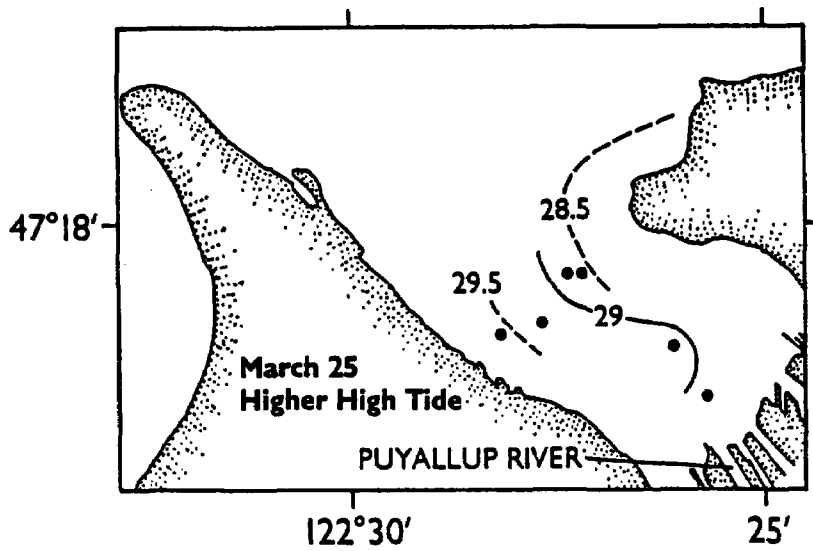 28.5
47°18'
29.5
29
March 25
Higher High Tide
PUYALLUP RIVER
122°30'
25'